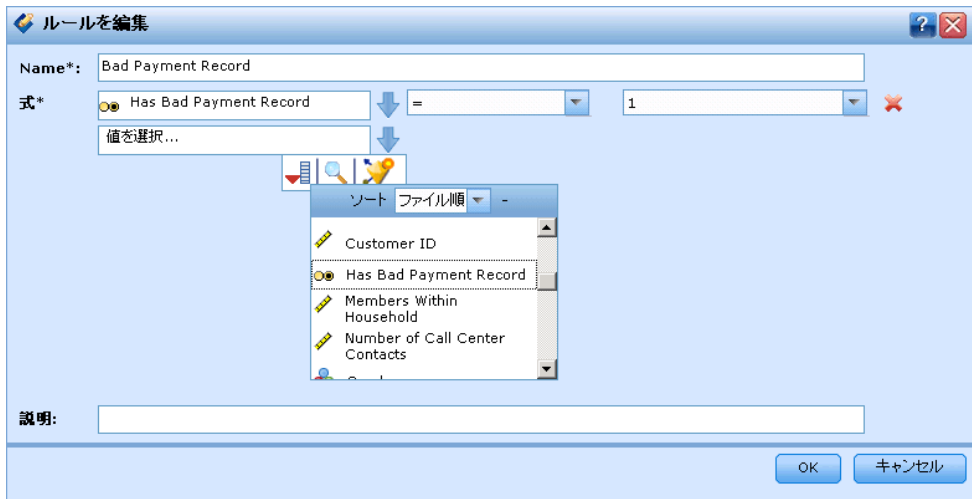 ルールを編集
Name*: Bad Payment Record
式* Has Bad Payment Record = 1
値を選択...
ソート ファイル順 -
Customer ID
Has Bad Payment Record
Members Within
Household
Number of Call Center
Contacts
説明:
OK キャンセル